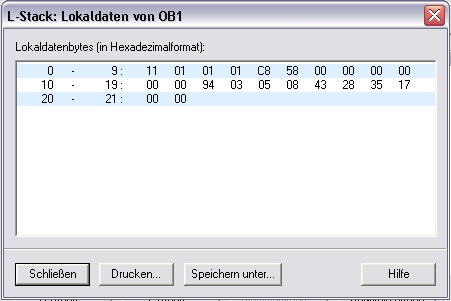 L-Stack: Lokaldaten von OB1
Lokaldatenbytes (in Hexadezimalformat):
0 - 9: 11 01 01 01 C8 58 00 00 00 00
10 - 19: 00 00 94 03 05 08 43 28 35 17
20 - 21: 00 00
Schließen Drucken... Speichern unter... Hilfe